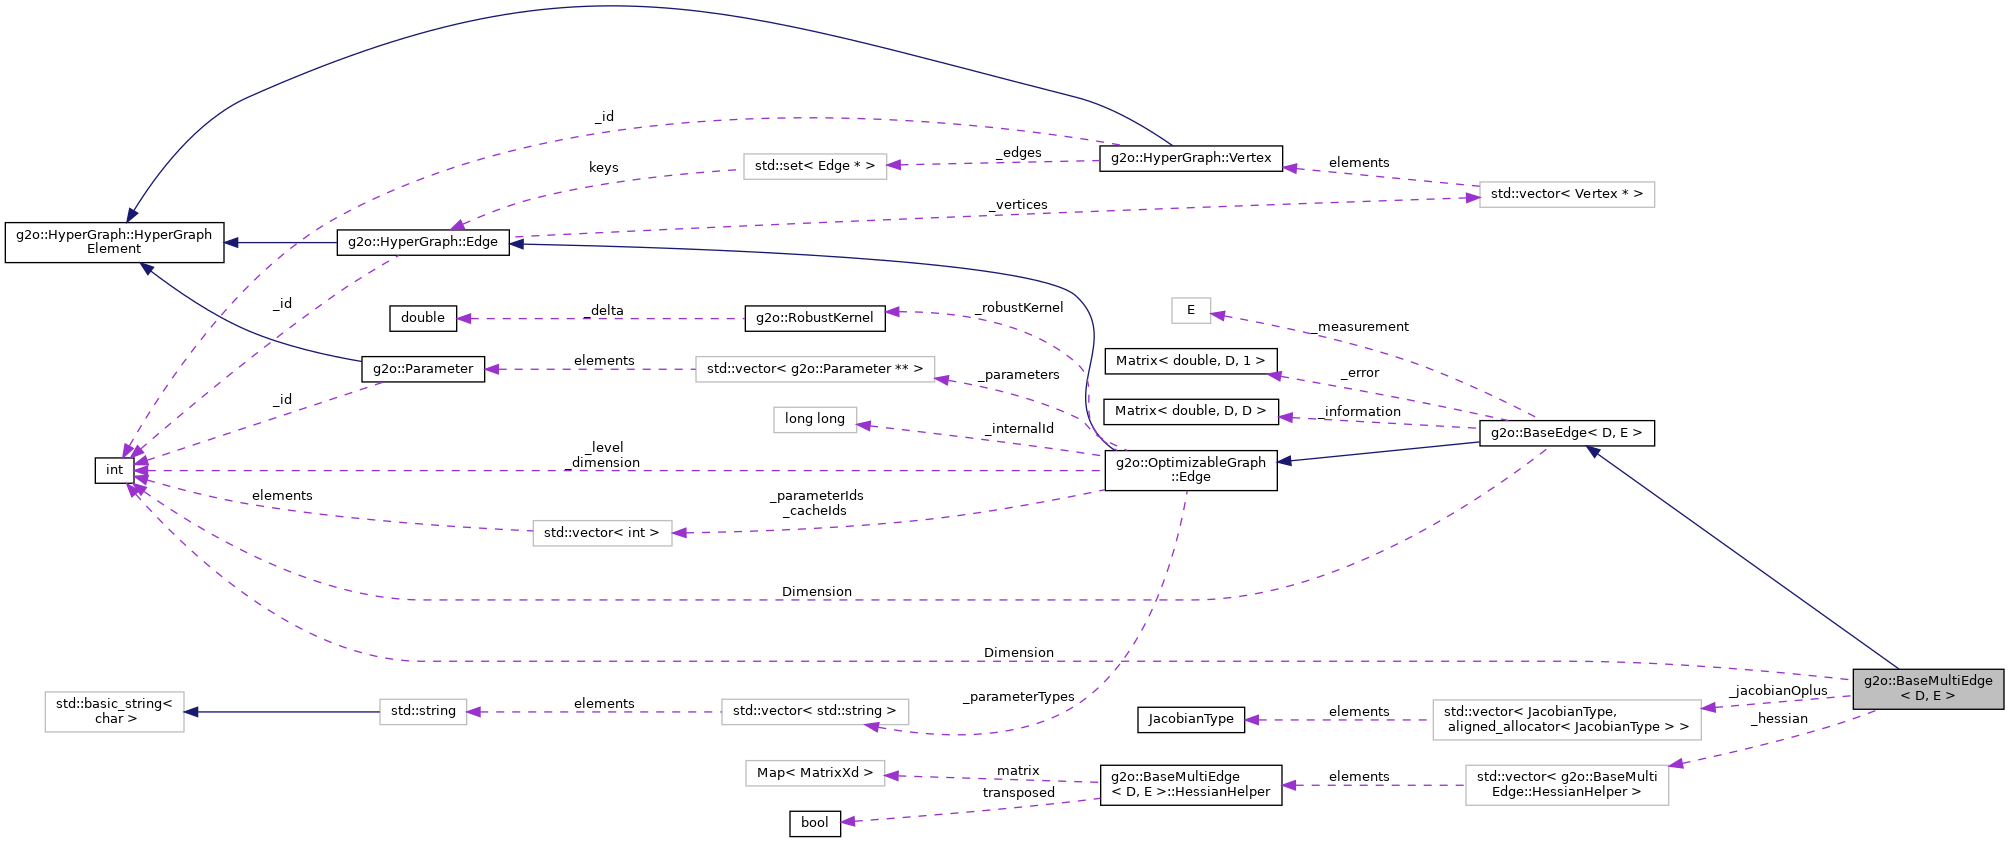 _id
_edges
keys
std::set< Edge * >
g2o::HyperGraph::Vertex
elements
std::vector< Vertex * >
_vertices
g2o::HyperGraph::HyperGraph
Element
g2o::HyperGraph::Edge
_id
double
_delta
g2o::RobustKernel
_robustKernel
E
_measurement
g2o::Parameter
elements
std::vector< g2o::Parameter ** >
_parameters
Matrix< double, D, 1 >
_error
_id
long long
_internalId
Matrix< double, D, D >
_information
g2o::BaseEdge< D, E >
int
_level
_dimension
g2o::OptimizableGraph
::Edge
elements
std::vector< int >
_parameterIds
_cacheIds
Dimension
Dimension
std::basic_string<
char >
std::string
elements
std::vector< std::string >
_parameterTypes
JacobianType
elements
std::vector< JacobianType,
aligned_allocator< JacobianType > >
_jacobianOplus
g2o::BaseMultiEdge
< D, E >
_hessian
Map< MatrixXd >
matrix
transposed
bool
g2o::BaseMultiEdge
< D, E >::HessianHelper
elements
std::vector< g2o::BaseMulti
Edge::HessianHelper >